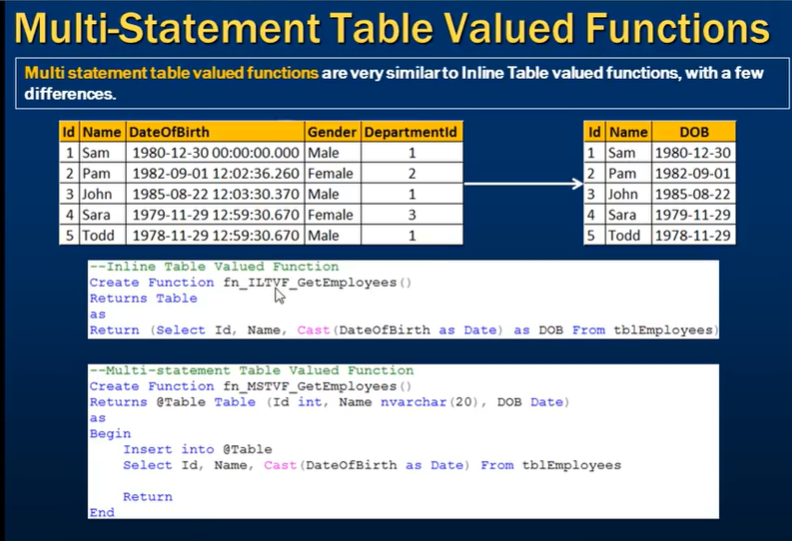 Multi-Statement Table Valued Functions
Multi statement table valued functions are very similar to Inline Table valued functions, with a few
differences.
Id Name DateOfBirth Gender DepartmentId
1 Sam 1980-12-30 00:00:00.000 Male 1
2 Pam 1982-09-01 12:02:36.260 Female 2
3 John 1985-08-22 12:03:30.370 Male 1
4 Sara 1979-11-29 12:59:30.670 Female 3
5 Todd 1978-11-29 12:59:30.670 Male 1
Id Name DOB
1 Sam 1980-12-30
2 Pam 1982-09-01
3 John 1985-08-22
4 Sara 1979-11-29
5 Todd 1978-11-29
--Inline Table Valued Function
Create Function fn_ILTVF_GetEmployees()
Returns Table
as
Return (Select Id, Name, Cast(DateOfBirth as Date) as DOB From tblEmployees)
--Multi-statement Table Valued Function
Create Function fn_MSTVF_GetEmployees()
Returns @Table Table (Id int, Name nvarchar(20), DOB Date)
as
Begin
Insert into @Table
Select Id, Name, Cast(DateOfBirth as Date) From tblEmployees
Return
End